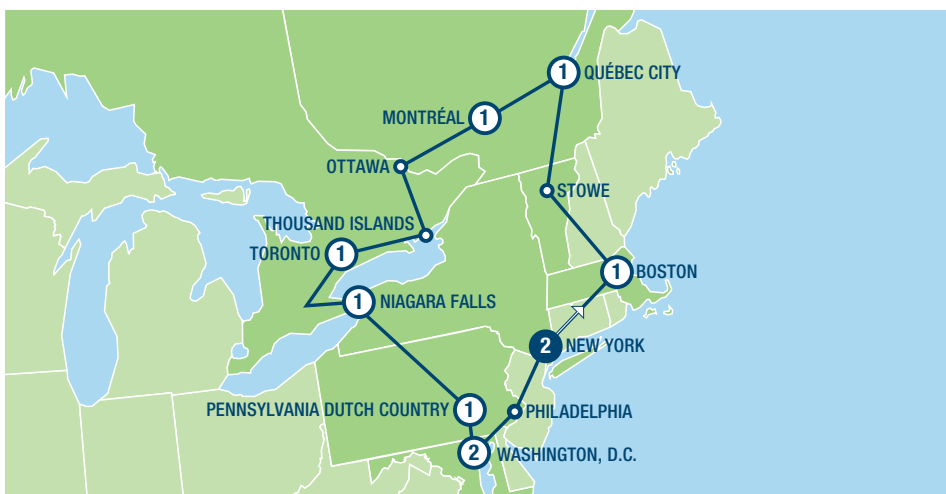 1 QUÉBEC CITY
MONTRÉAL 1
OTTAWA
STOWE
THOUSAND ISLANDS
TORONTO 1
1 BOSTON
1 NIAGARA FALLS
2 NEW YORK
PENNSYLVANIA DUTCH COUNTRY 1
PHILADELPHIA
2 WASHINGTON, D.C.